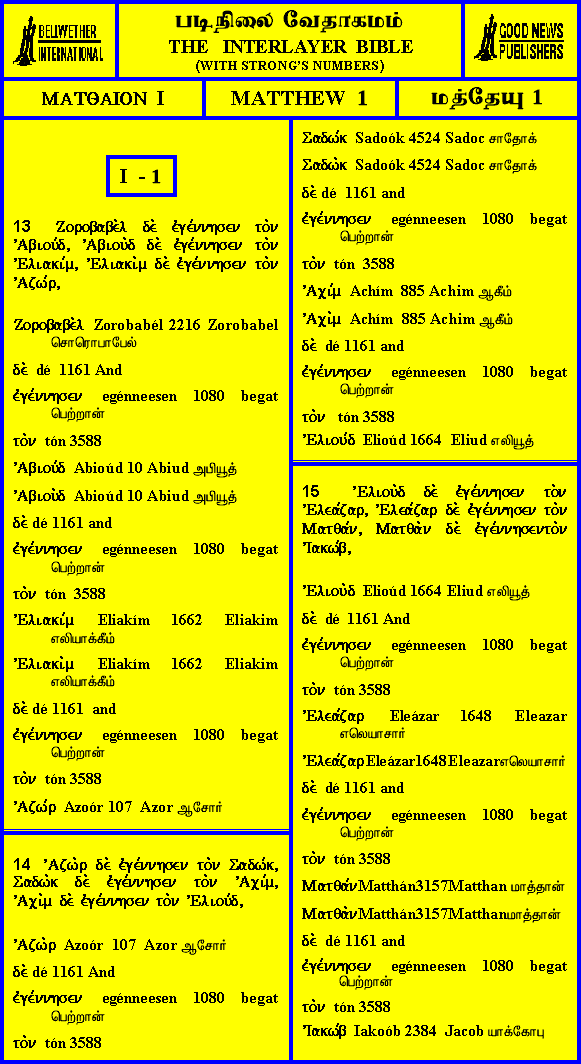 BELLWETHER
INTERNATIONAL
படிநிலை வேதாகமம்
THE INTERLAYER BIBLE
(WITH STRONG'S NUMBERS)
GOOD NEWS
PUBLISHERS
ΜΑΤΘΑΙΟΝ Ι
MATTHEW 1
மத்தேயு 1
I - 1
13 Ζοροβαβὲλ δὲ ἐγέννησεν τὸν
Ἀβιούδ, Ἀβιοὺδ δὲ ἐγέννησεν τὸν
Ἐλιακίμ, Ἐλιακὶμ δὲ ἐγέννησεν τὸν
Ἀζώρ,
Ζοροβαβὲλ Zorobabél 2216 Zorobabel
சொரொபாபேல்
δὲ dé 1161 And
ἐγέννησεν egénneesen 1080 begat
பெற்றான்
τὸν tón 3588
Ἀβιούδ Abioúd 10 Abiud அபியூத்
Ἀβιοὺδ Abioúd 10 Abiud அபியூத்
δὲ dé 1161 and
ἐγέννησεν egénneesen 1080 begat
பெற்றான்
τὸν tón 3588
Ἐλιακίμ Eliakím 1662 Eliakim
எலியாக்கீம்
Ἐλιακὶμ Eliakím 1662 Eliakim
எலியாக்கீம்
δὲ dé 1161 and
ἐγέννησεν egénneesen 1080 begat
பெற்றான்
τὸν tón 3588
Ἀζώρ Azoór 107 Azor ஆசோர்
14 Ἀζὼρ δὲ ἐγέννησεν τὸν Σαδώκ,
Σαδὼκ δὲ ἐγέννησεν τὸν Ἀχίμ,
Ἀχὶμ δὲ ἐγέννησεν τὸν Ἐλιούδ,
Ἀζὼρ Azoór 107 Azor ஆசோர்
δὲ dé 1161 And
ἐγέννησεν egénneesen 1080 begat
பெற்றான்
τὸν tón 3588
Σαδώκ Sadoók 4524 Sadoc சாதோக்
Σαδὼκ Sadoók 4524 Sadoc சாதோக்
δὲ dé 1161 and
ἐγέννησεν egénneesen 1080 begat
பெற்றான்
τὸν tón 3588
Ἀχίμ Achím 885 Achim ஆகீம்
Ἀχὶμ Achím 885 Achim ஆகீம்
δὲ dé 1161 and
ἐγέννησεν egénneesen 1080 begat
பெற்றான்
τὸν tón 3588
Ἐλιούδ Elioúd 1664 Eliud எலியூத்
15 Ἐλιοὺδ δὲ ἐγέννησεν τὸν
Ἐλεάζαρ, Ἐλεάζαρ δὲ ἐγέννησεν τὸν
Ματθάν, Ματθὰν δὲ ἐγέννησεντὸν
Ἰακώβ,
Ἐλιοὺδ Elioúd 1664 Eliud எலியூத்
δὲ dé 1161 And
ἐγέννησεν egénneesen 1080 begat
பெற்றான்
τὸν tón 3588
Ἐλεάζαρ Eleázar 1648 Eleazar
எலெயாசார்
Ἐλεάζαρ Eleázar1648Eleazarஎலெயாசார்
δὲ dé 1161 and
ἐγέννησεν egénneesen 1080 begat
பெற்றான்
τὸν tón 3588
Ματθάν Matthán3157Matthan மாத்தான்
Ματθὰν Matthán3157Matthanமாத்தான்
δὲ dé 1161 and
ἐγέννησεν egénneesen 1080 begat
பெற்றான்
τὸν tón 3588
Ἰακώβ Iakoób 2384 Jacob யாக்கோபு